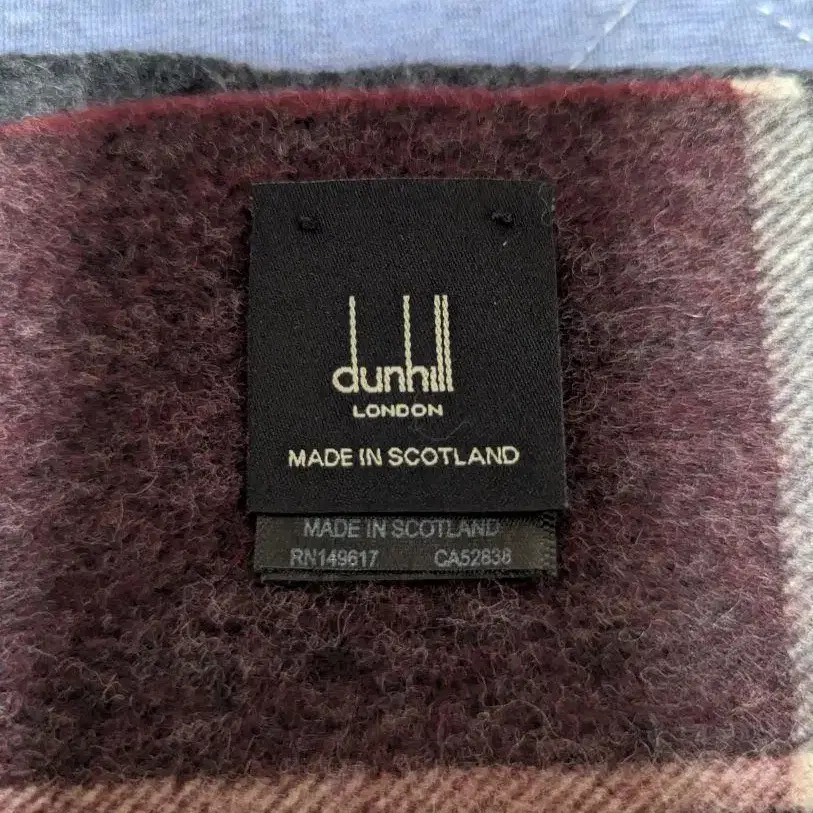 dunhill
LONDON
MADE IN SCOTLAND
MADE IN SCOTLAND
RN149617 CA52838